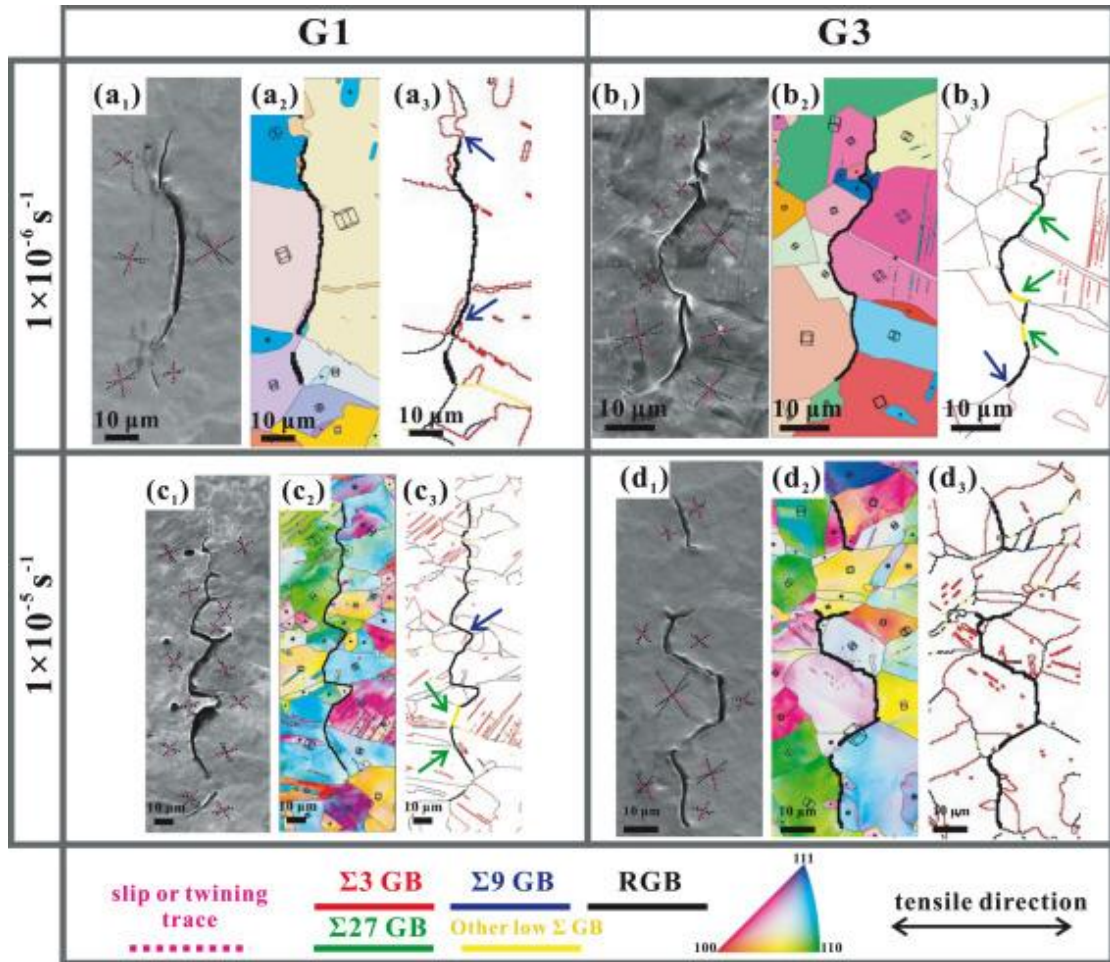 G1
G3
1×10⁻⁶ s⁻¹
(a₁)
(a₂)
(a₃)
(b₁)
(b₂)
(b₃)
10 μm
10 μm
10 μm
10 μm
10 μm
10 μm
1×10⁻⁵ s⁻¹
(c₁)
(c₂)
(c₃)
(d₁)
(d₂)
(d₃)
10 μm
10 μm
10 μm
10 μm
10 μm
10 μm
slip or twining
trace
Σ3 GB
Σ9 GB
RGB
Σ27 GB
Other low Σ GB
111
100
110
tensile direction